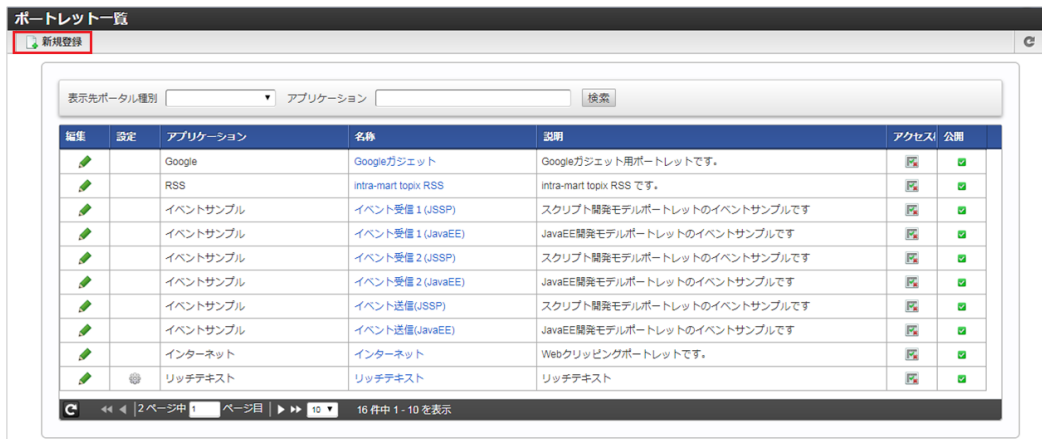 ポートレット一覧
新規登録
表示先ポータル種別 アプリケーション 検索
編集 設定 アプリケーション 名称 説明 アクセス 公開
Google Googleガジェット Googleガジェット用ポートレットです。
RSS intra-mart topix RSS intra-mart topix RSS です。
イベントサンプル イベント受信1(JSSP) スクリプト開発モデルポートレットのイベントサンプルです
イベントサンプル イベント受信1(JavaEE) JavaEE開発モデルポートレットのイベントサンプルです
イベントサンプル イベント受信2(JSSP) スクリプト開発モデルポートレットのイベントサンプルです
イベントサンプル イベント受信2(JavaEE) JavaEE開発モデルポートレットのイベントサンプルです
イベントサンプル イベント送信(JSSP) スクリプト開発モデルポートレットのイベントサンプルです
イベントサンプル イベント送信(JavaEE) JavaEE開発モデルポートレットのイベントサンプルです
インターネット インターネット Webクリッピングポートレットです。
リッチテキスト リッチテキスト リッチテキスト
2ページ中 1 ページ目 10 16 件中 1 - 10 を表示